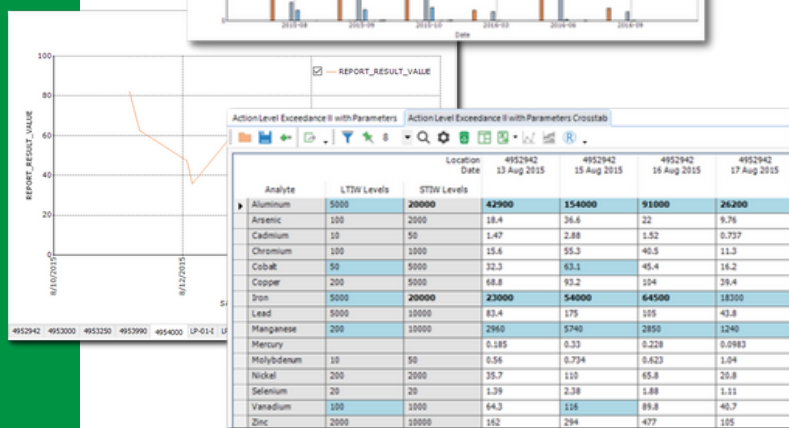 2015-08 2015-09 2015-10 2016-03 2016-06 2016-09
Date
100
80
60
40
20
0
REPORT_RESULT_VALUE
REPORT_RESULT_VALUE
8/10/2015
8/12/2015
4952942 4953000 4953250 4953990 4954000 LP-01-I
Action Level Exceedance II with Parameters Action Level Exceedance II with Parameters Crosstab
Location 4952942 4952942 4952942 4952942
Date 13 Aug 2015 15 Aug 2015 16 Aug 2015 17 Aug 2015
Analyte LTIW Levels STIW Levels
Aluminum 5000 20000 42900 154000 91000 26200
Arsenic 100 2000 18.4 36.6 22 9.76
Cadmium 10 50 1.47 2.88 1.52 0.737
Chromium 100 1000 15.6 55.3 40.5 11.3
Cobalt 50 5000 32.3 63.1 45.4 16.2
Copper 200 5000 68.8 93.2 104 39.4
Iron 5000 20000 23000 54000 64500 18300
Lead 5000 10000 83.4 175 105 43.8
Manganese 200 10000 2960 5740 2850 1240
Mercury 0.185 0.33 0.228 0.0983
Molybdenum 10 50 0.56 0.734 0.623 1.04
Nickel 200 2000 35.7 110 65.8 20.8
Selenium 20 20 1.39 2.38 1.88 1.11
Vanadium 100 1000 64.3 116 89.8 40.7
Zinc 2000 10000 162 294 477 105